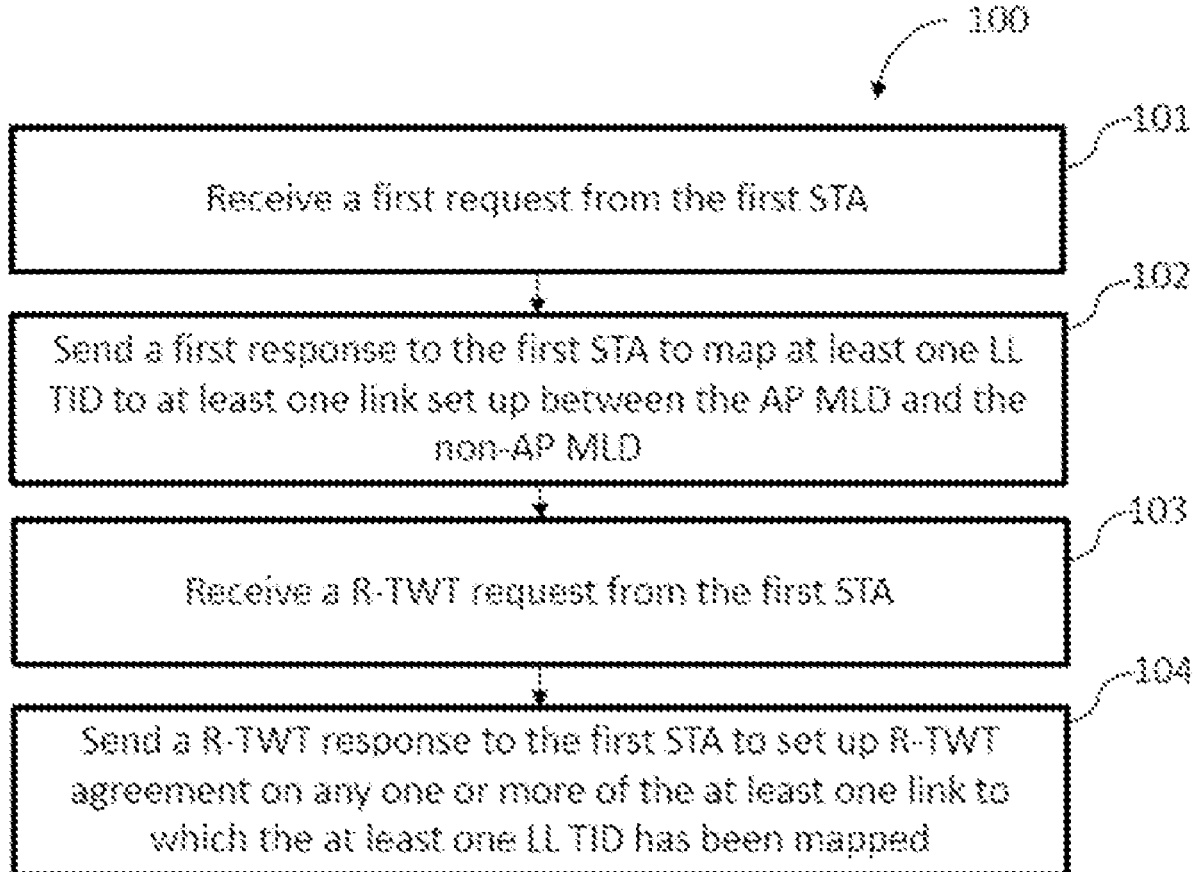 100
101
Receive a first request from the first STA
102
Send a first response to the first STA to map at least one LL
TID to at least one link set up between the AP MLD and the
non-AP MLD
103
Receive a R-TWT request from the first STA
104
Send a R-TWT response to the first STA to set up R-TWT
agreement on any one or more of the at least one link to
which the at least one LL TID has been mapped